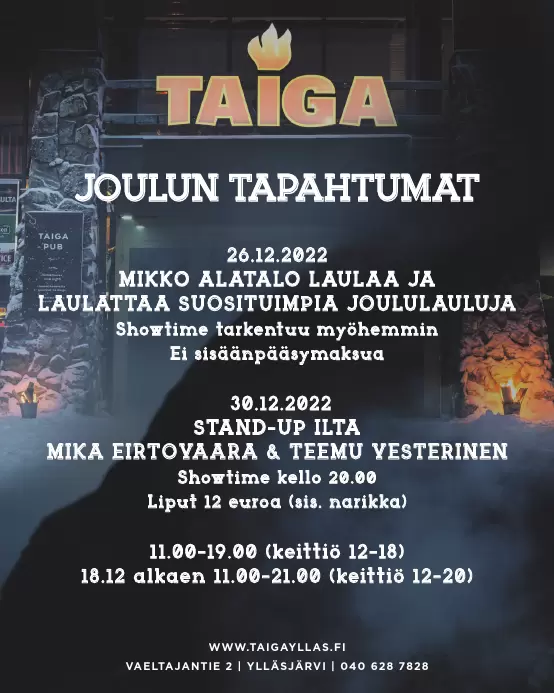 TAIGA
JOULUN TAPAHTUMAT
TAIGA
PUB
26.12.2022
MIKKO ALATALO LAULAA JA
LAULATTAA SUOSITUIMPIA JOULULAULUJA
Showtime tarkentuu myöhemmin
Ei sisäänpääsymaksua
30.12.2022
STAND-UP ILTA
MIKA EIRTOVAARA & TEEMU VESTERINEN
Showtime kello 20.00
Liput 12 euroa (sis. narikka)
11.00-19.00 (keittiö 12-18)
18.12 alkaen 11.00-21.00 (keittiö 12-20)
WWW.TAIGAYLLAS.FI
VAELTAJANTIE 2 | YLLÄSJÄRVI | 040 628 7828